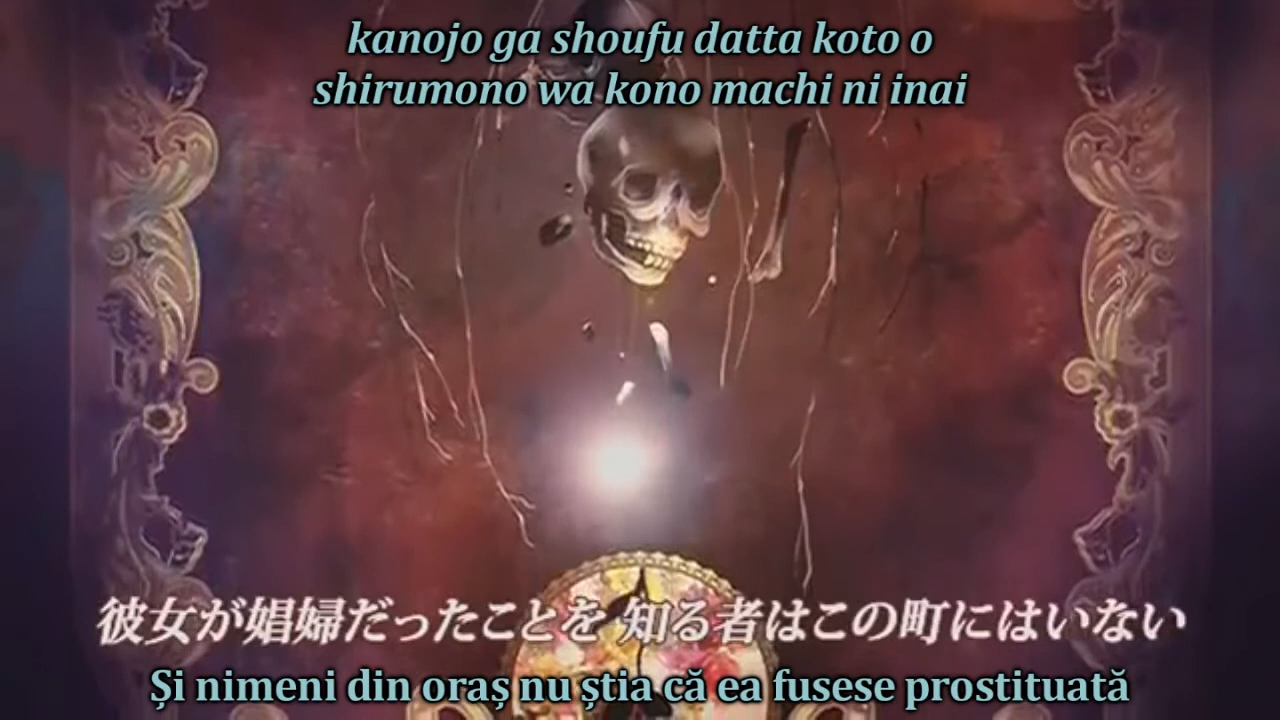 kanojo ga shoufu datta koto o
shirumono wa kono machi ni inai
彼女が娼婦だったことを 知る者はこの町にはいない
Și nimeni din oraș nu știa că ea fusese prostituată